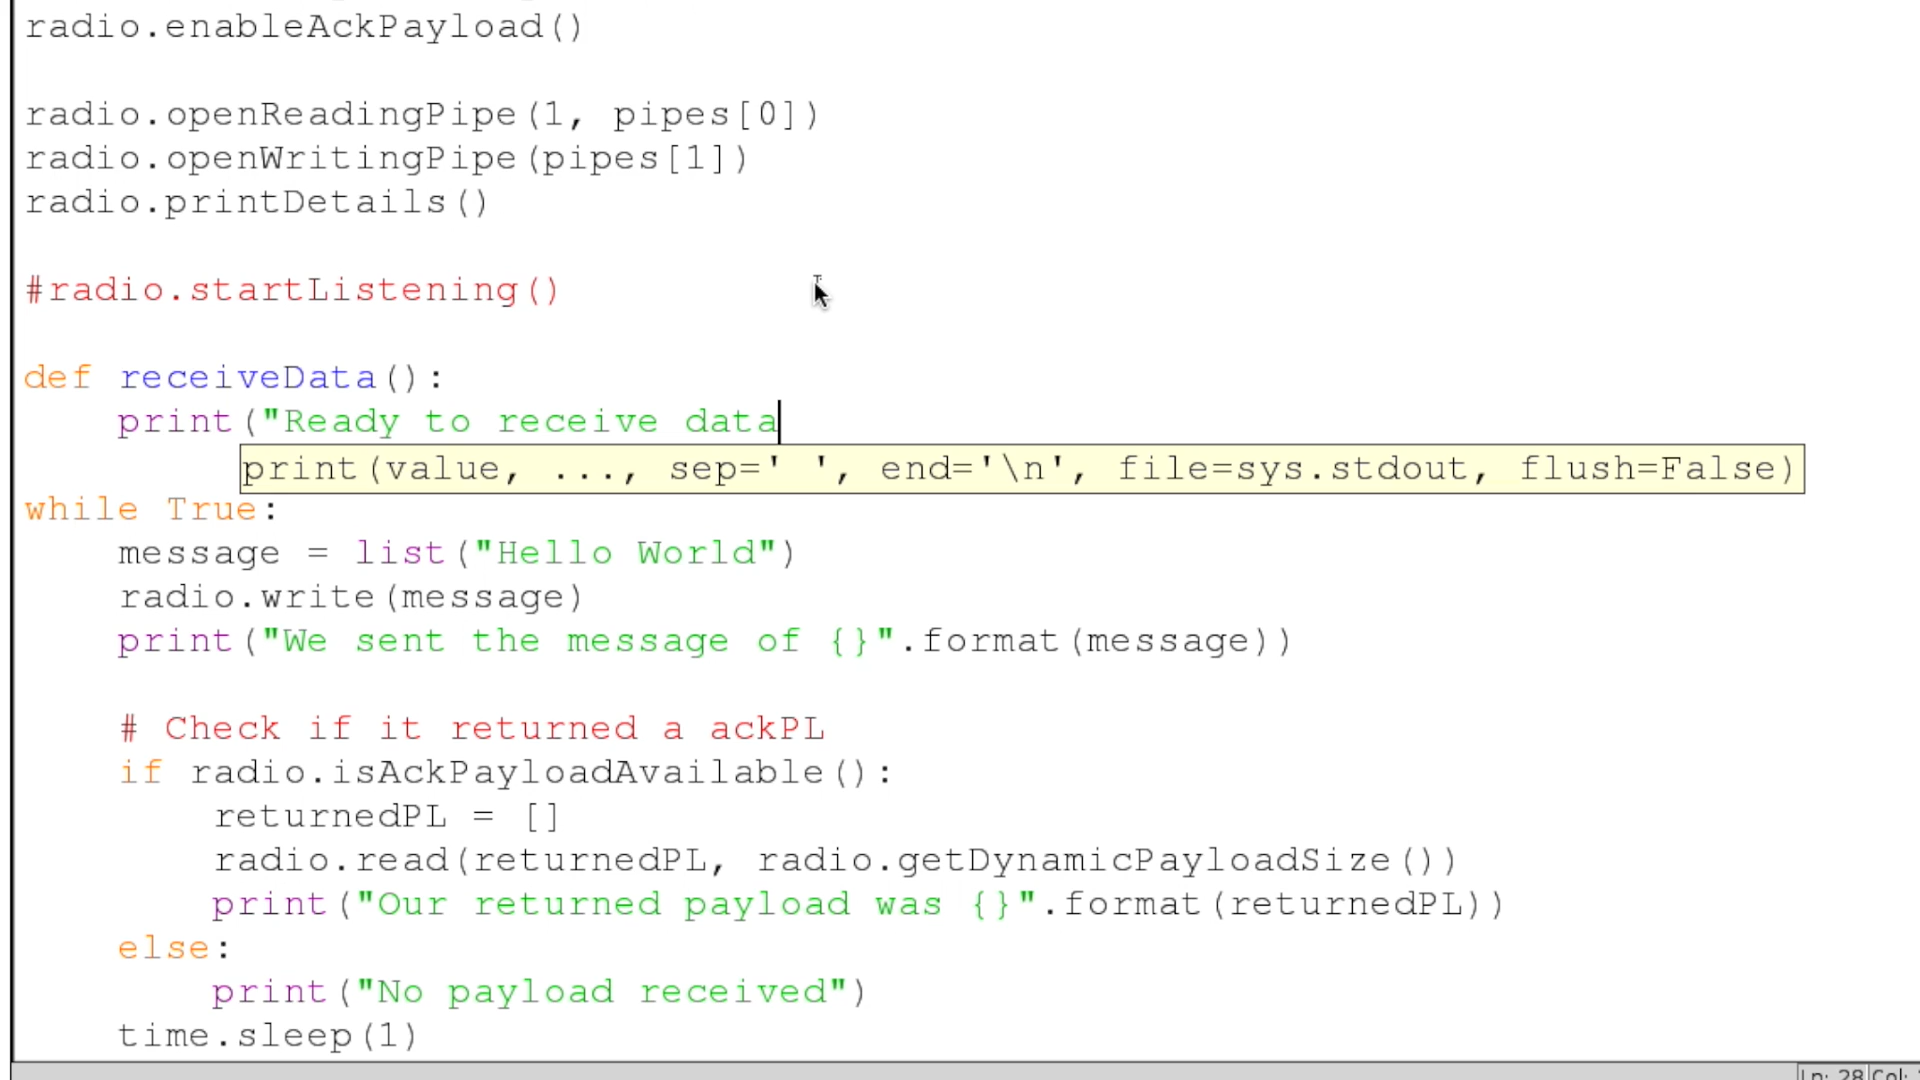 radio.enableAckPayload()
radio.openReadingPipe(1, pipes[0])
radio.openWritingPipe(pipes[1])
radio.printDetails()
#radio.startListening()
def receiveData():
    print("Ready to receive data
print(value, ..., sep=' ', end='\n', file=sys.stdout, flush=False)
while True:
    message = list("Hello World")
    radio.write(message)
    print("We sent the message of {}".format(message))
    # Check if it returned a ackPL
    if radio.isAckPayloadAvailable():
        returnedPL = []
        radio.read(returnedPL, radio.getDynamicPayloadSize())
        print("Our returned payload was {}".format(returnedPL))
    else:
        print("No payload received")
    time.sleep(1)
Ln: 28 Col: